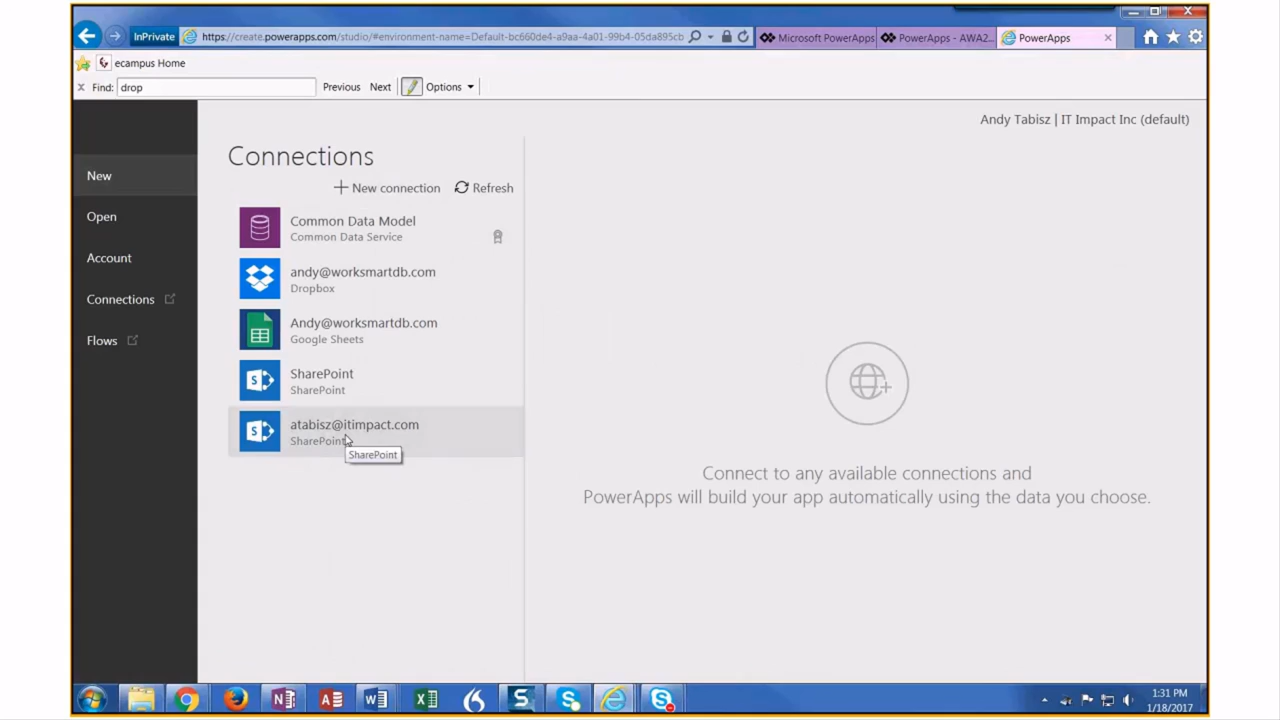 InPrivate
https://create.powerapps.com/studio/#environment-name=Default-bc660de4-a9aa-4a01-99b4-05da895cb
Microsoft PowerApps
PowerApps - AWA2...
PowerApps
ecampus Home
Find: drop
Previous
Next
Options
Andy Tabisz | IT Impact Inc (default)
New
Open
Account
Connections
Flows
Connections
New connection
Refresh
Common Data Model
Common Data Service
andy@worksmartdb.com
Dropbox
Andy@worksmartdb.com
Google Sheets
SharePoint
SharePoint
atabisz@itimpact.com
SharePoint
SharePoint
Connect to any available connections and
PowerApps will build your app automatically using the data you choose.
1:31 PM
1/18/2017